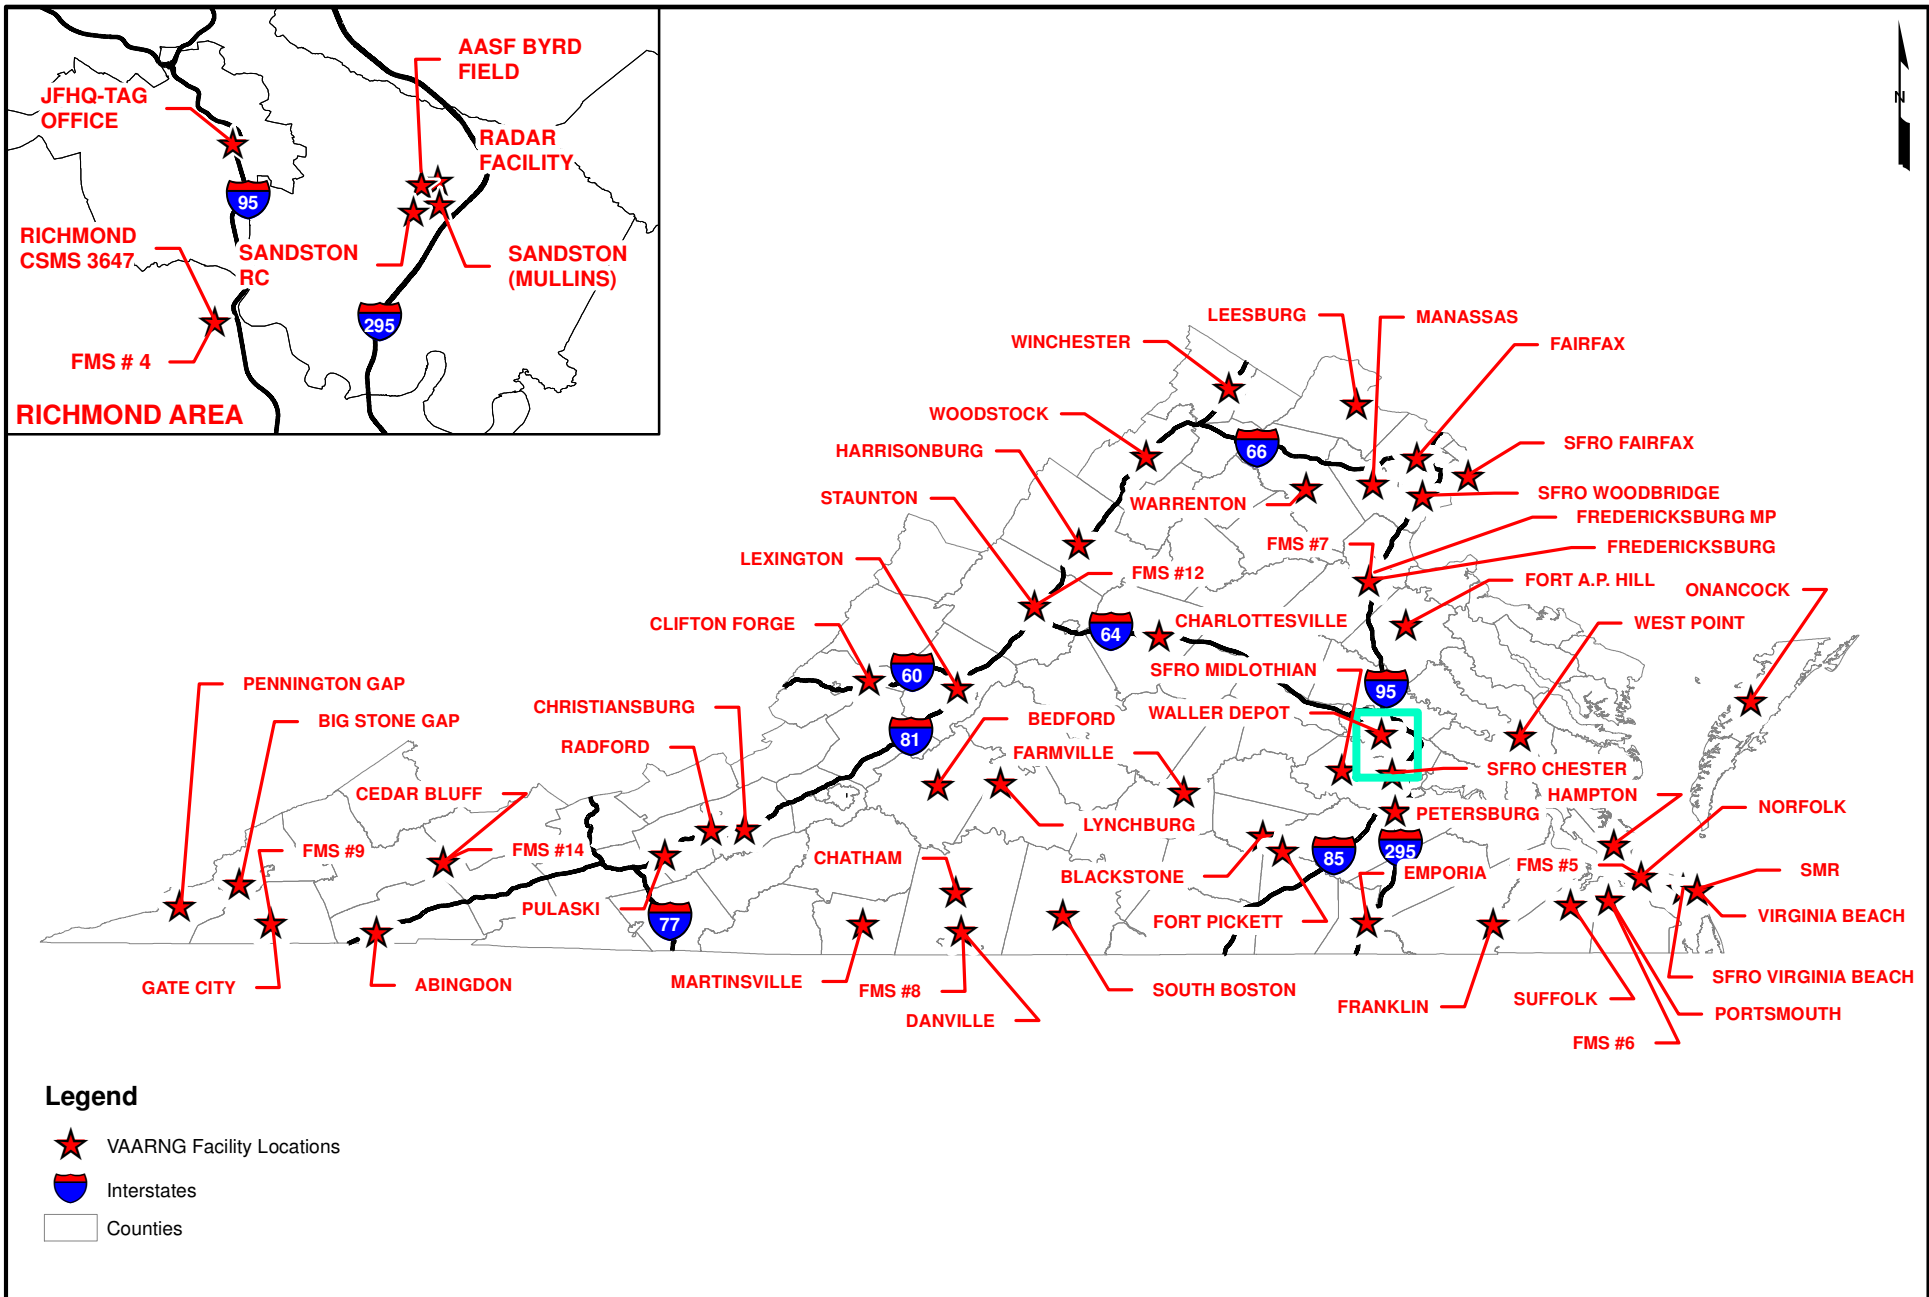 AASF BYRD
FIELD
JFHQ-TAG
OFFICE
RADAR
FACILITY
95
RICHMOND
CSMS 3647
SANDSTON
RC
SANDSTON
(MULLINS)
295
FMS # 4
RICHMOND AREA
N
LEESBURG
MANASSAS
WINCHESTER
FAIRFAX
WOODSTOCK
HARRISONBURG
66
SFRO FAIRFAX
STAUNTON
WARRENTON
SFRO WOODBRIDGE
FREDERICKSBURG MP
LEXINGTON
FMS #7
FREDERICKSBURG
FMS #12
FORT A.P. HILL
ONANCOCK
CLIFTON FORGE
64
CHARLOTTESVILLE
WEST POINT
60
SFRO MIDLOTHIAN
95
PENNINGTON GAP
CHRISTIANSBURG
BIG STONE GAP
81
BEDFORD
WALLER DEPOT
RADFORD
FARMVILLE
SFRO CHESTER
CEDAR BLUFF
HAMPTON
NORFOLK
LYNCHBURG
PETERSBURG
FMS #9
FMS #14
CHATHAM
85
295
BLACKSTONE
EMPORIA
FMS #5
SMR
PULASKI
77
FORT PICKETT
VIRGINIA BEACH
GATE CITY
ABINGDON
MARTINSVILLE
FMS #8
SOUTH BOSTON
SFRO VIRGINIA BEACH
DANVILLE
FRANKLIN
SUFFOLK
PORTSMOUTH
FMS #6
Legend
VAARNG Facility Locations
Interstates
Counties